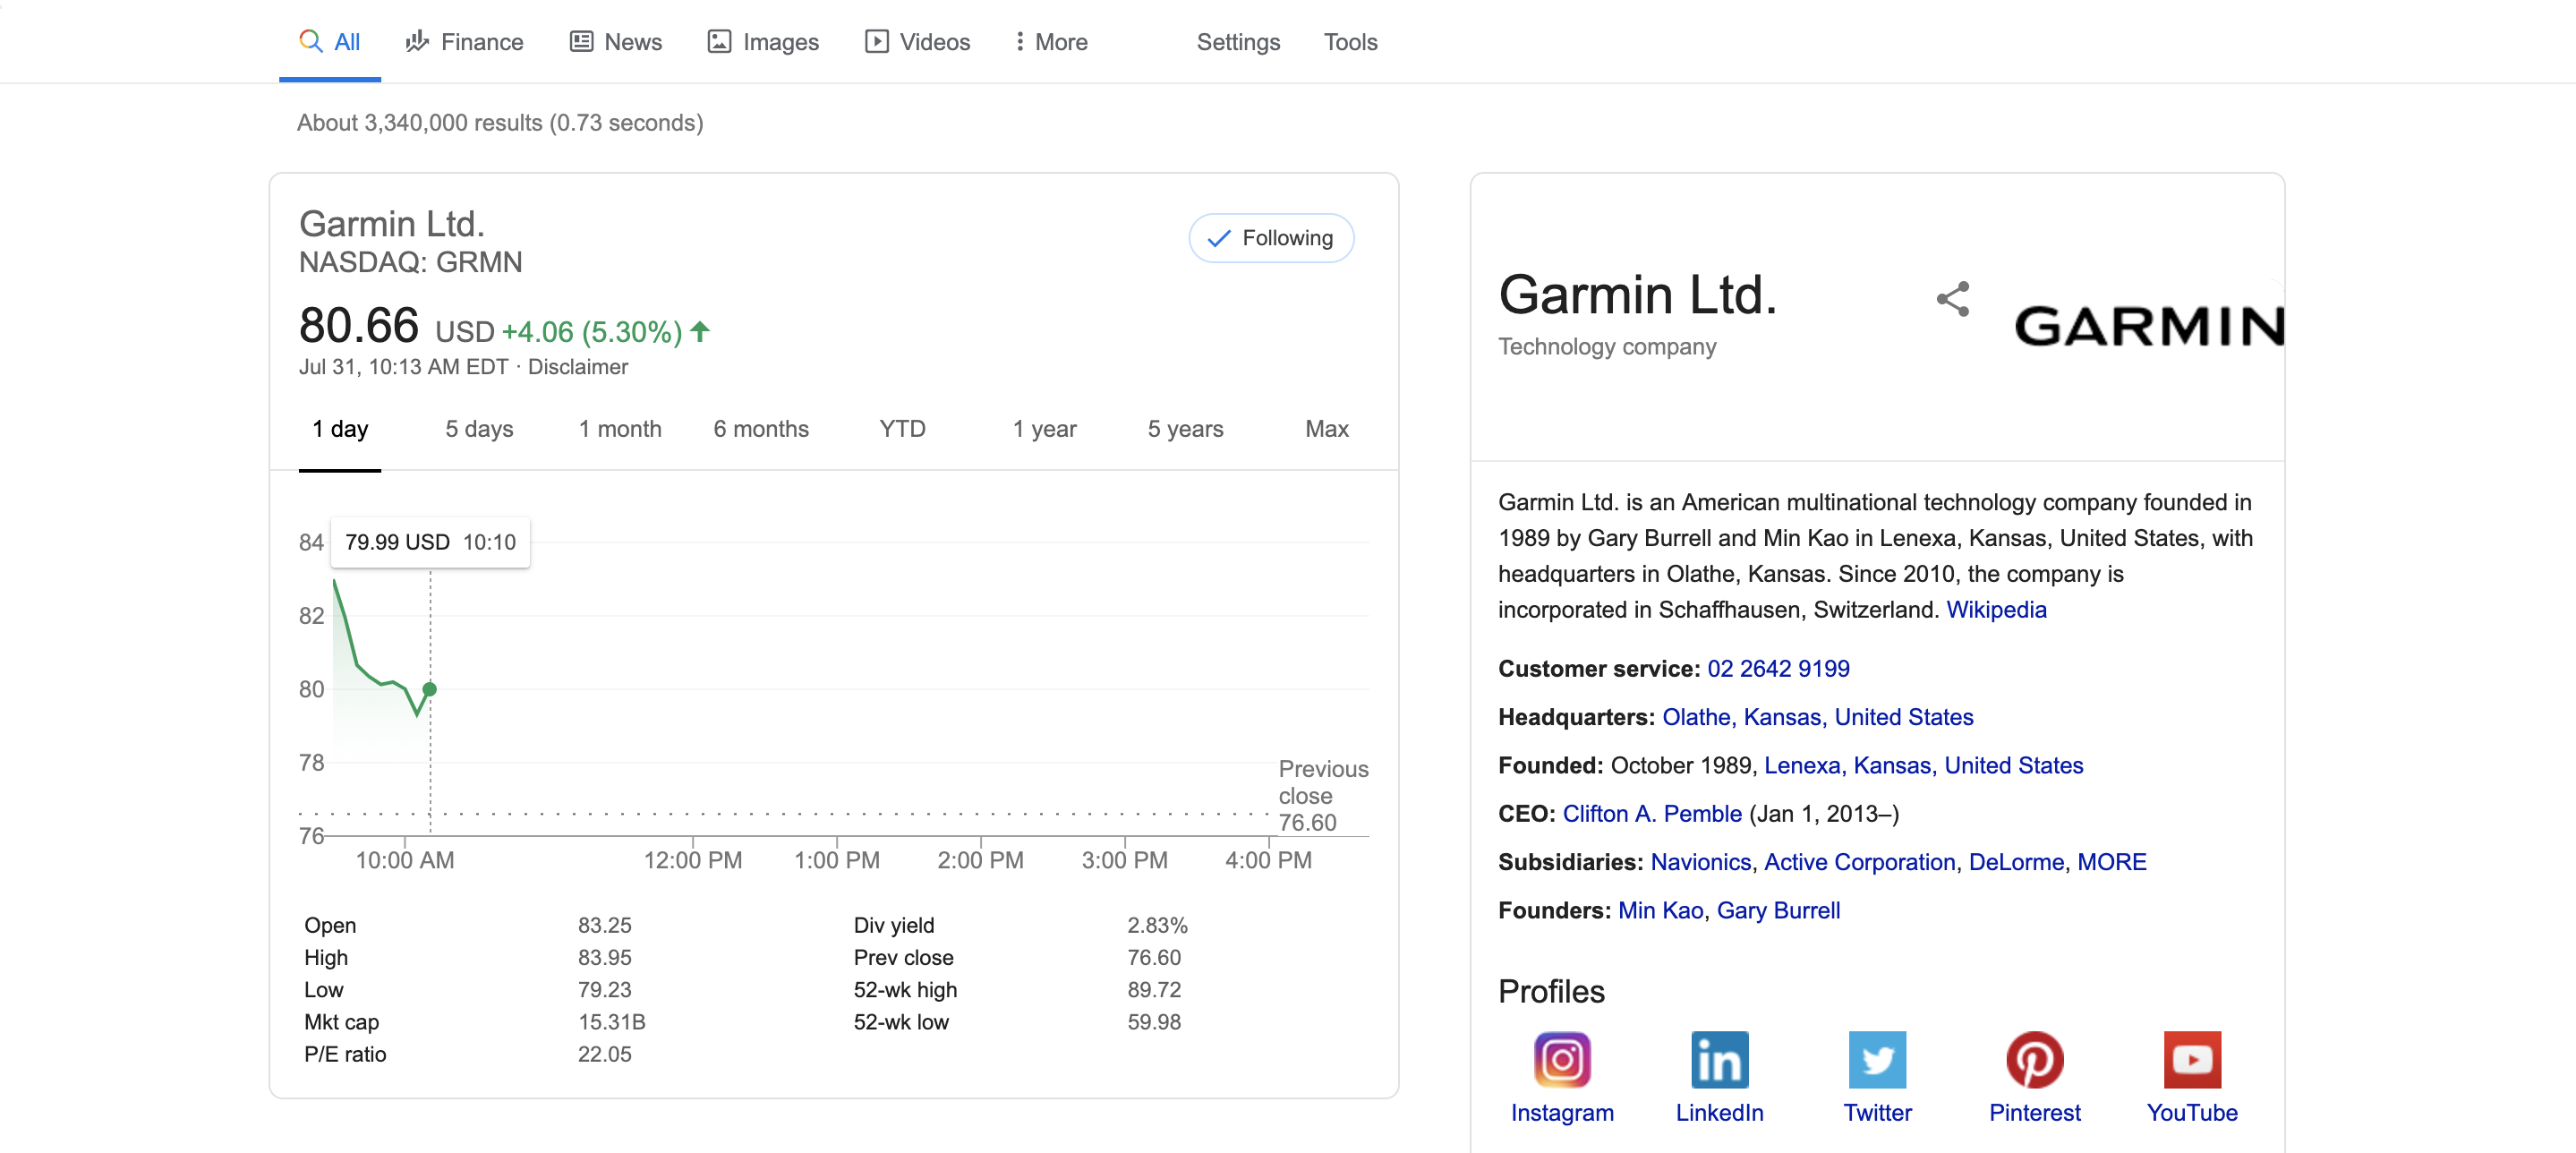 All
Finance
News
Images
Videos
More
Settings
Tools
About 3,340,000 results (0.73 seconds)
Garmin Ltd.
NASDAQ: GRMN
Following
80.66 USD +4.06 (5.30%)
Jul 31, 10:13 AM EDT · Disclaimer
1 day
5 days
1 month
6 months
YTD
1 year
5 years
Max
79.99 USD 10:10
84
82
80
78
76
Previous
close
76.60
10:00 AM
12:00 PM
1:00 PM
2:00 PM
3:00 PM
4:00 PM
Open 83.25
High 83.95
Low 79.23
Mkt cap 15.31B
P/E ratio 22.05
Div yield 2.83%
Prev close 76.60
52-wk high 89.72
52-wk low 59.98
Garmin Ltd.
Technology company
GARMIN
Garmin Ltd. is an American multinational technology company founded in
1989 by Gary Burrell and Min Kao in Lenexa, Kansas, United States, with
headquarters in Olathe, Kansas. Since 2010, the company is
incorporated in Schaffhausen, Switzerland. Wikipedia
Customer service: 02 2642 9199
Headquarters: Olathe, Kansas, United States
Founded: October 1989, Lenexa, Kansas, United States
CEO: Clifton A. Pemble (Jan 1, 2013–)
Subsidiaries: Navionics, Active Corporation, DeLorme, MORE
Founders: Min Kao, Gary Burrell
Profiles
in
Instagram
LinkedIn
Twitter
Pinterest
YouTube